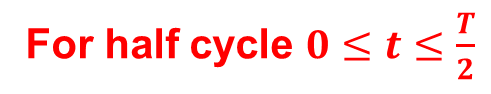 For half cycle 0 ≤ t ≤ T/2